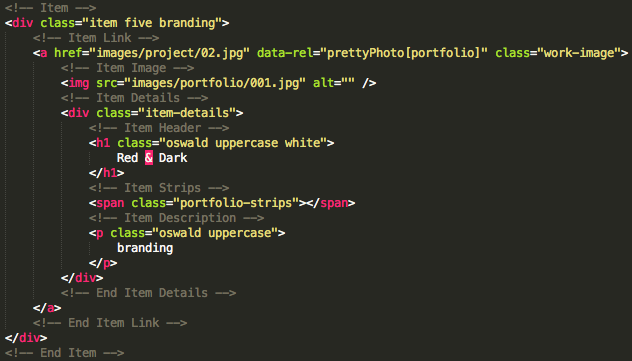 <!-- Item -->
<div class="item five branding">
<!-- Item Link -->
<a href="images/project/02.jpg" data-rel="prettyPhoto[portfolio]" class="work-image">
<!-- Item Image -->
<img src="images/portfolio/001.jpg" alt="" />
<!-- Item Details -->
<div class="item-details">
<!-- Item Header -->
<h1 class="oswald uppercase white">
Red & Dark
</h1>
<!-- Item Strips -->
<span class="portfolio-strips"></span>
<!-- Item Description -->
<p class="oswald uppercase">
branding
</p>
</div>
<!-- End Item Details -->
</a>
<!-- End Item Link -->
</div>
<!-- End Item -->